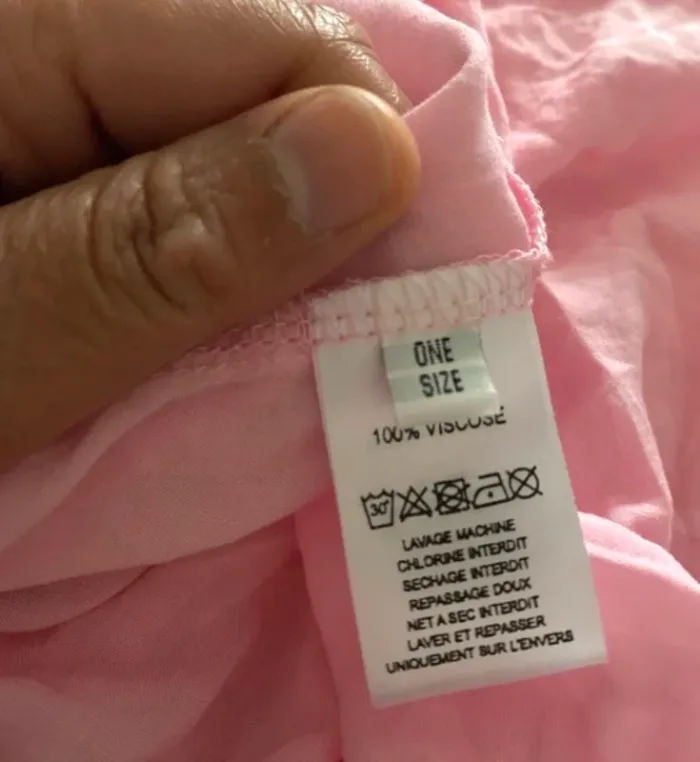 ONE
SIZE
100% VISCOSE
30°
LAVAGE MACHINE
CHLORINE INTERDIT
SECHAGE INTERDIT
REPASSAGE DOUX
NET A SEC INTERDIT
LAVER ET REPASSER
UNIQUEMENT SUR L'ENVERS